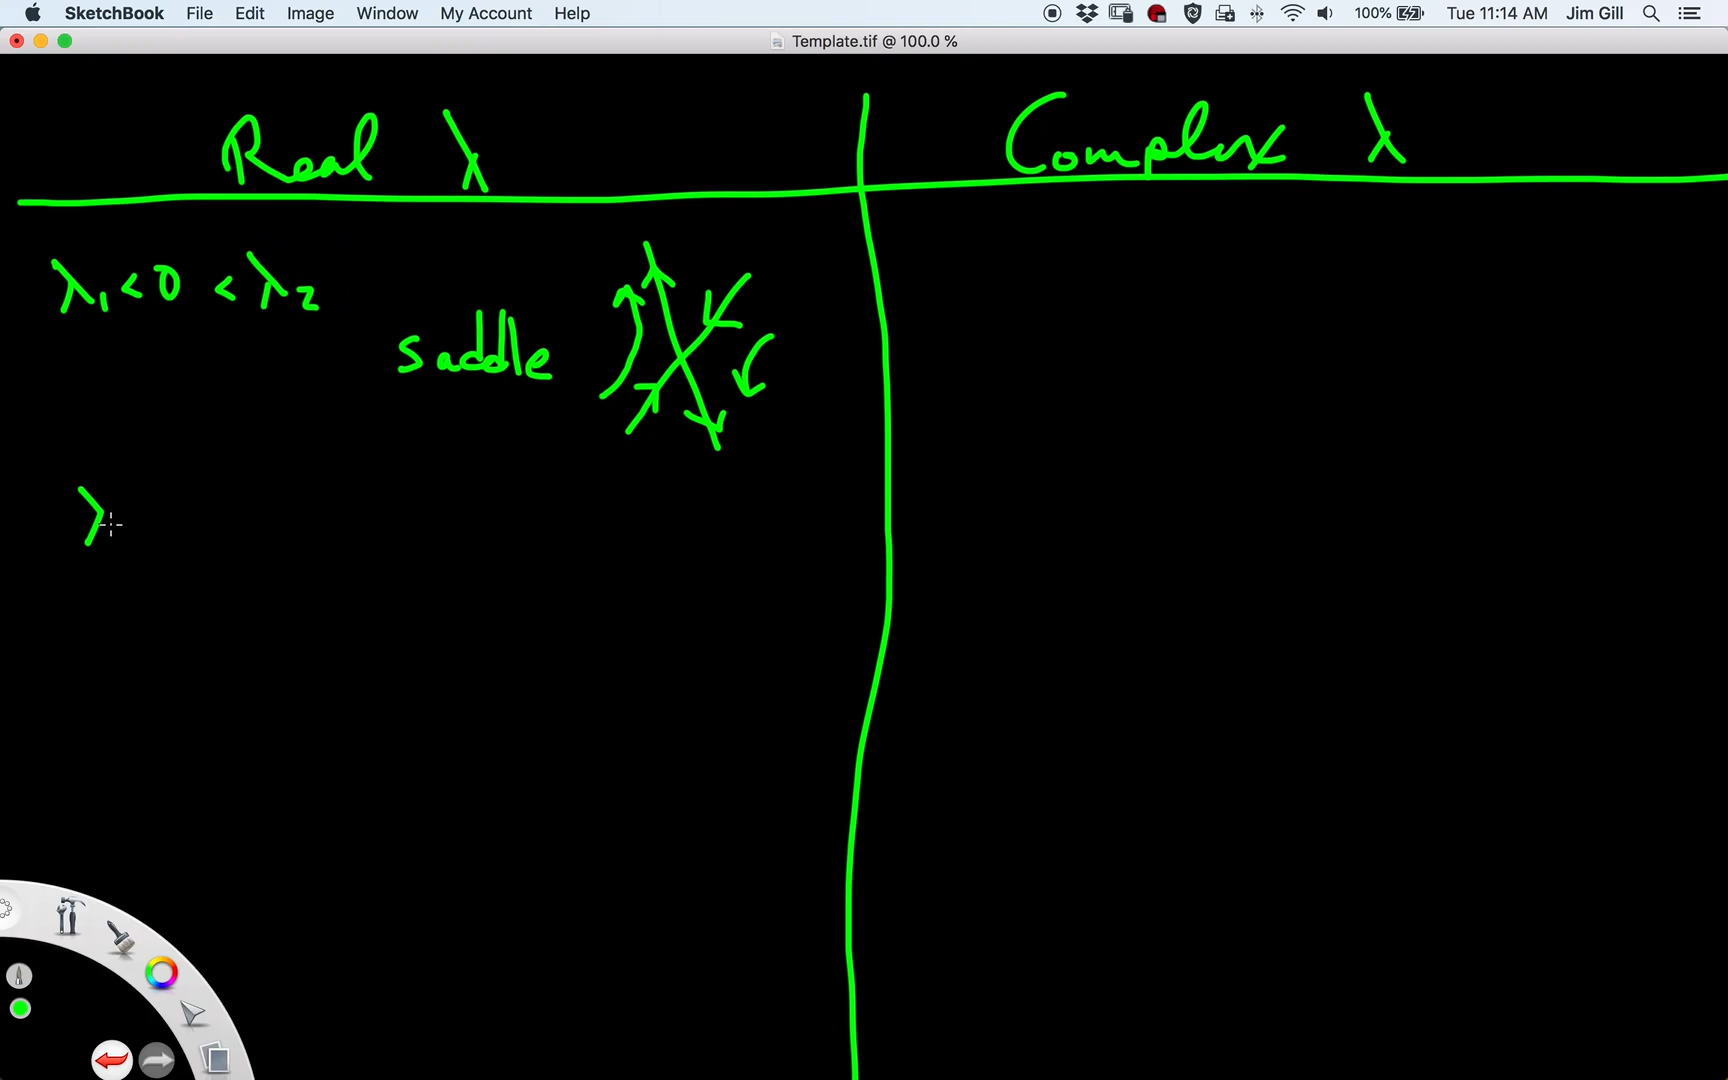 SketchBook File Edit Image Window My Account Help 100% Tue 11:14 AM Jim Gill
Template.tif @ 100.0 %
Real λ
Complex λ
λ₁ < 0 < λ₂
saddle
λ